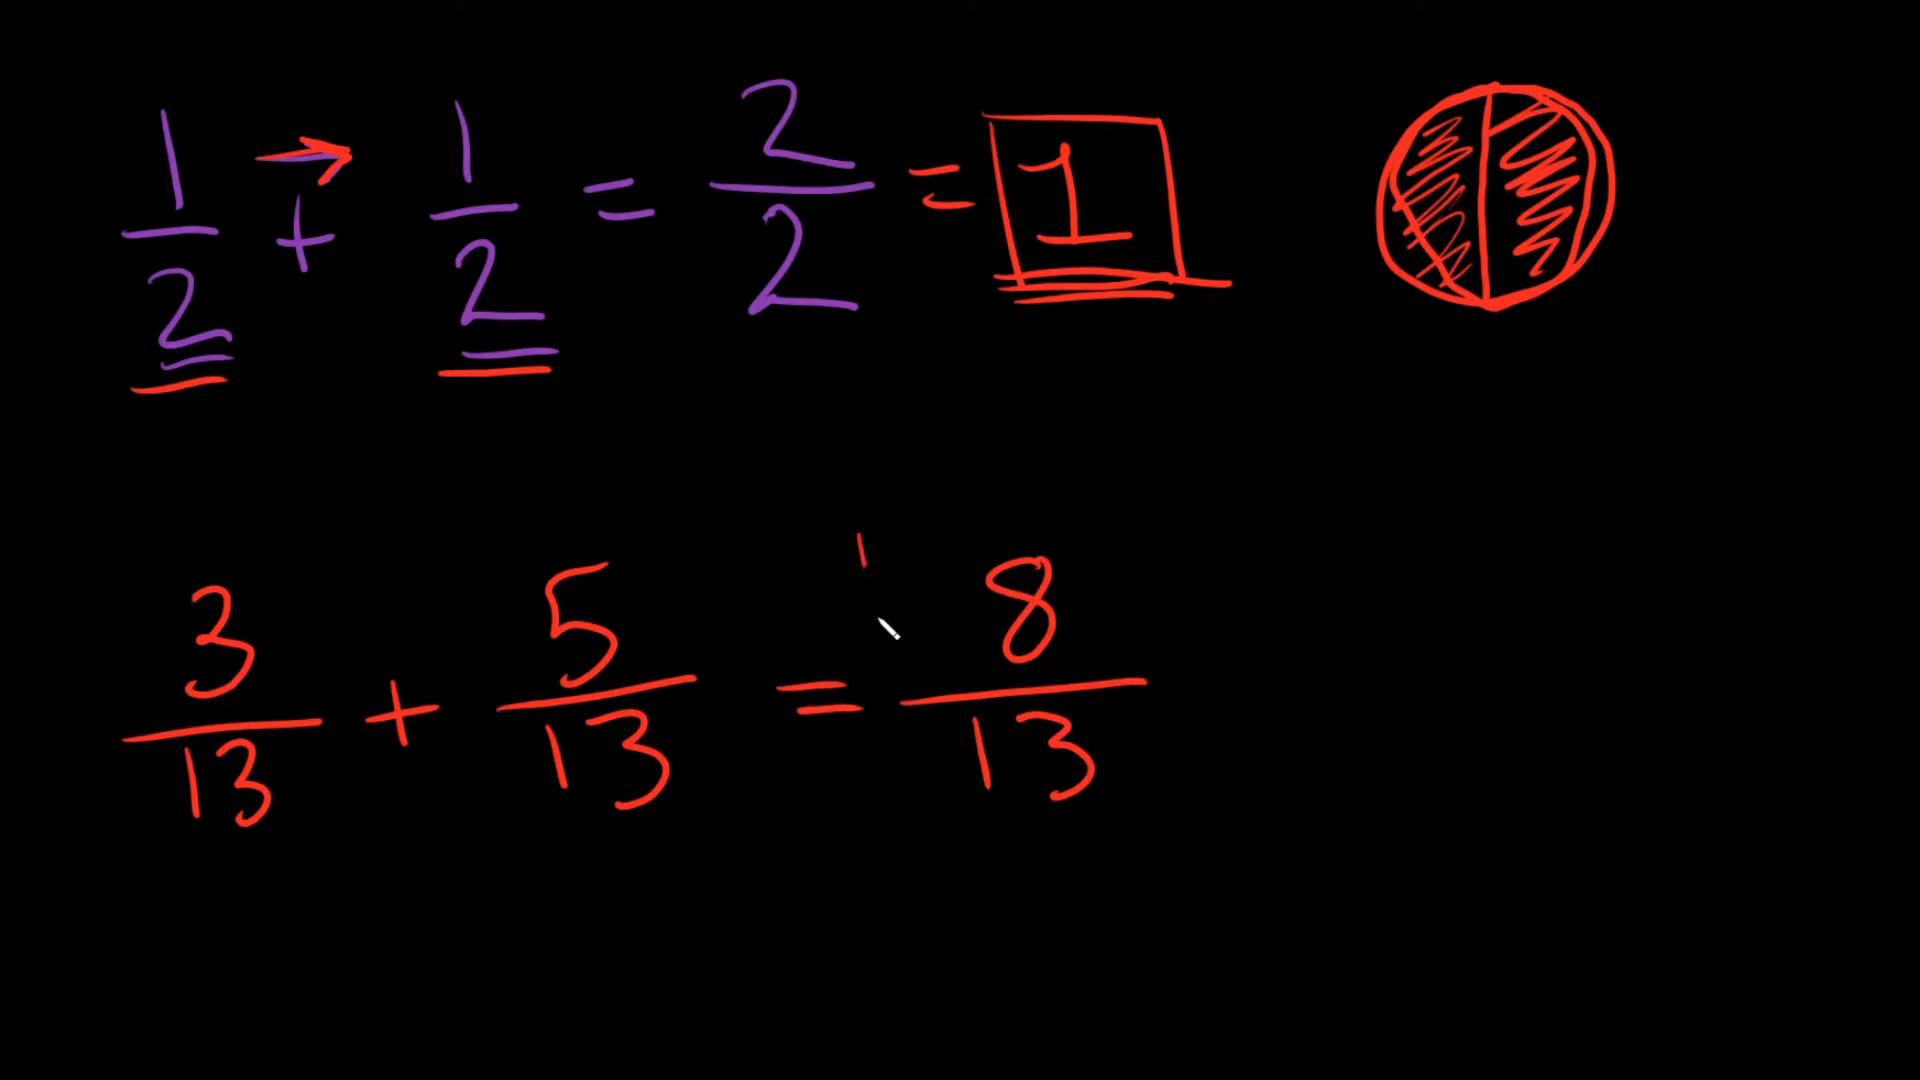 1/2 + 1/2 = 2/2 = 1
3/13 + 5/13 = 8/13